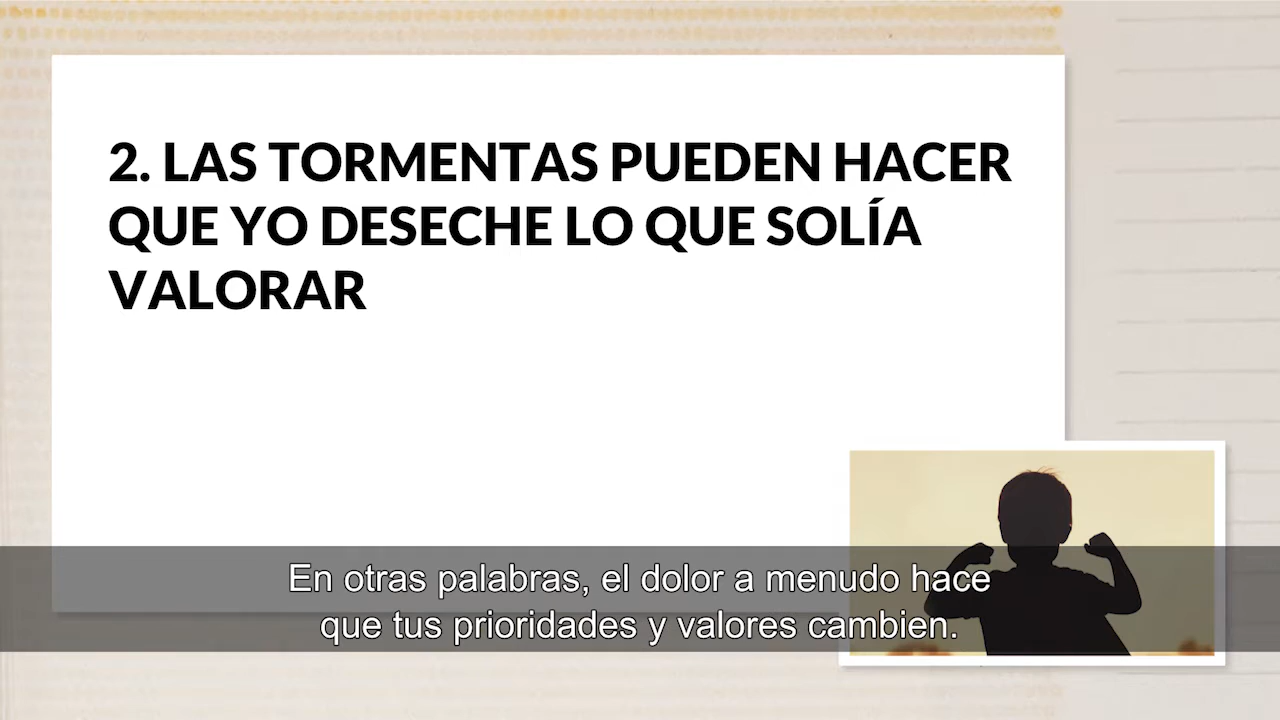 2. LAS TORMENTAS PUEDEN HACER
QUE YO DESECHE LO QUE SOLÍA
VALORAR
En otras palabras, el dolor a menudo hace
que tus prioridades y valores cambien.